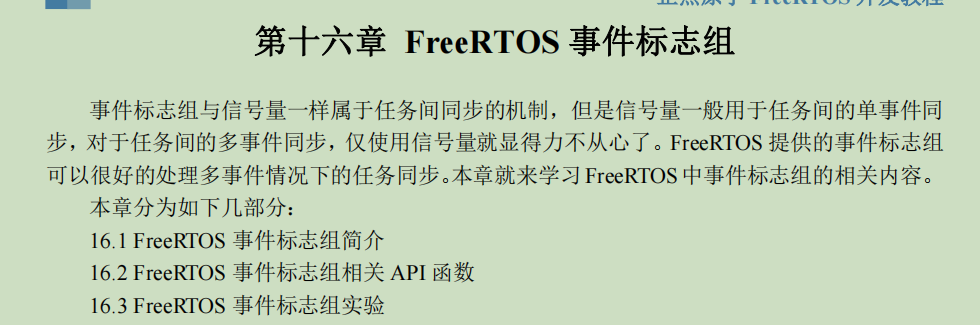 第十六章 FreeRTOS 事件标志组
事件标志组与信号量一样属于任务间同步的机制，但是信号量一般用于任务间的单事件同
步，对于任务间的多事件同步，仅使用信号量就显得力不从心了。FreeRTOS 提供的事件标志组
可以很好的处理多事件情况下的任务同步。本章就来学习 FreeRTOS 中事件标志组的相关内容。
本章分为如下几部分：
16.1 FreeRTOS 事件标志组简介
16.2 FreeRTOS 事件标志组相关 API 函数
16.3 FreeRTOS 事件标志组实验